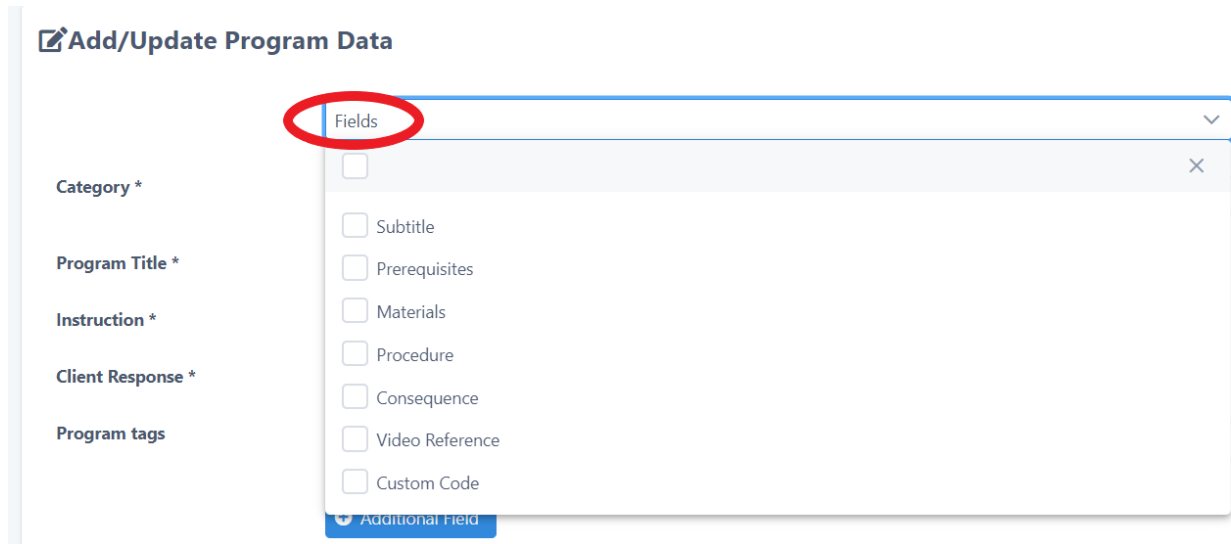 Add/Update Program Data
Fields
Category *
Subtitle
Program Title *
Prerequisites
Instruction *
Materials
Procedure
Client Response *
Consequence
Program tags
Video Reference
Custom Code
Additional Field